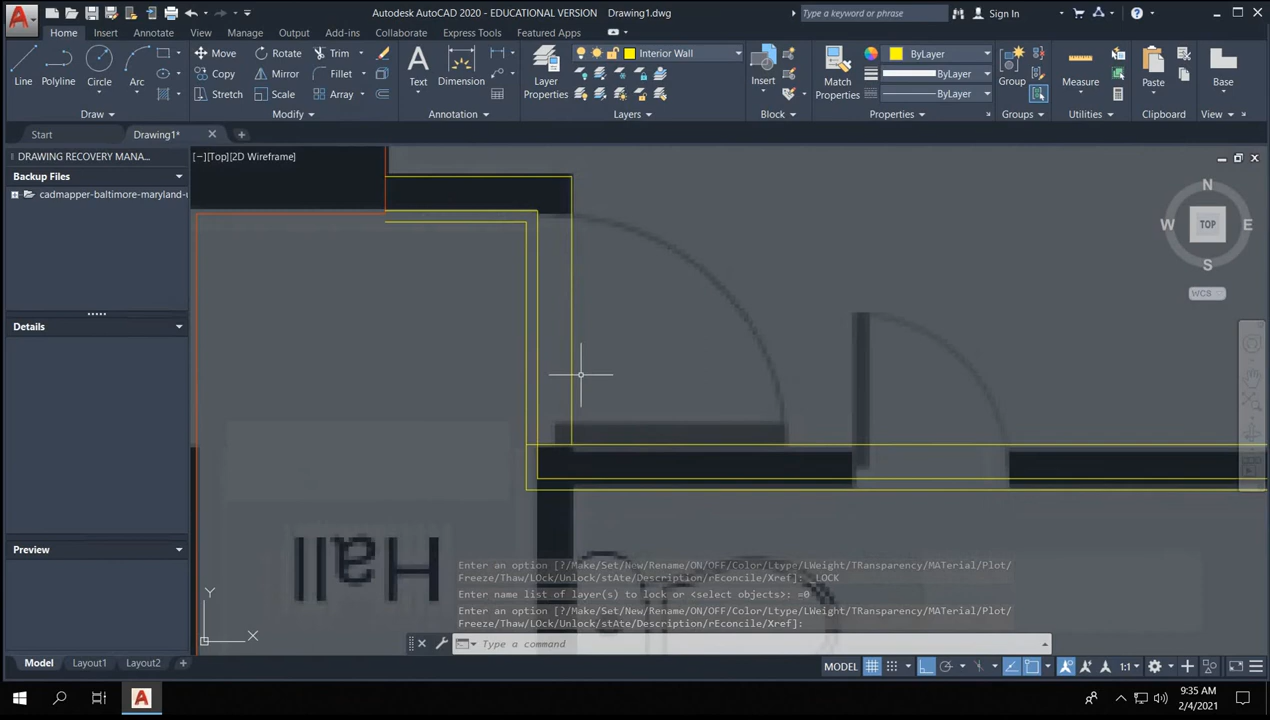 Autodesk AutoCAD 2020 - EDUCATIONAL VERSION Drawing1.dwg
Type a keyword or phrase
Sign In
Home Insert Annotate View Manage Output Add-ins Collaborate Express Tools Featured Apps
Line Polyline Circle Arc
Move Rotate Trim
Copy Mirror Fillet
Stretch Scale Array
Text Dimension
Layer Properties
Interior Wall
Insert
Match Properties
ByLayer
ByLayer
ByLayer
Group Measure Paste Base
Draw Modify Annotation Layers Block Properties Groups Utilities Clipboard View
Start Drawing1*
DRAWING RECOVERY MANA...
Backup Files
cadmapper-baltimore-maryland-u
Details
Preview
[−][Top][2D Wireframe]
N
W TOP E
S
WCS
Hall
Y
X
Enter an option [?/Make/Set/New/Rename/ON/OFF/Color/Ltype/LWeight/TRansparency/MATerial/Plot/
Freeze/Thaw/LOck/Unlock/stAte/Description/rEconcile/Xref]: _LOCK
Enter name list of layer(s) to lock or <select objects>: =0
Enter an option [?/Make/Set/New/Rename/ON/OFF/Color/Ltype/LWeight/TRansparency/MATerial/Plot/
Freeze/Thaw/LOck/Unlock/stAte/Description/rEconcile/Xref]:
Type a command
Model Layout1 Layout2
MODEL 1:1
9:35 AM
2/4/2021